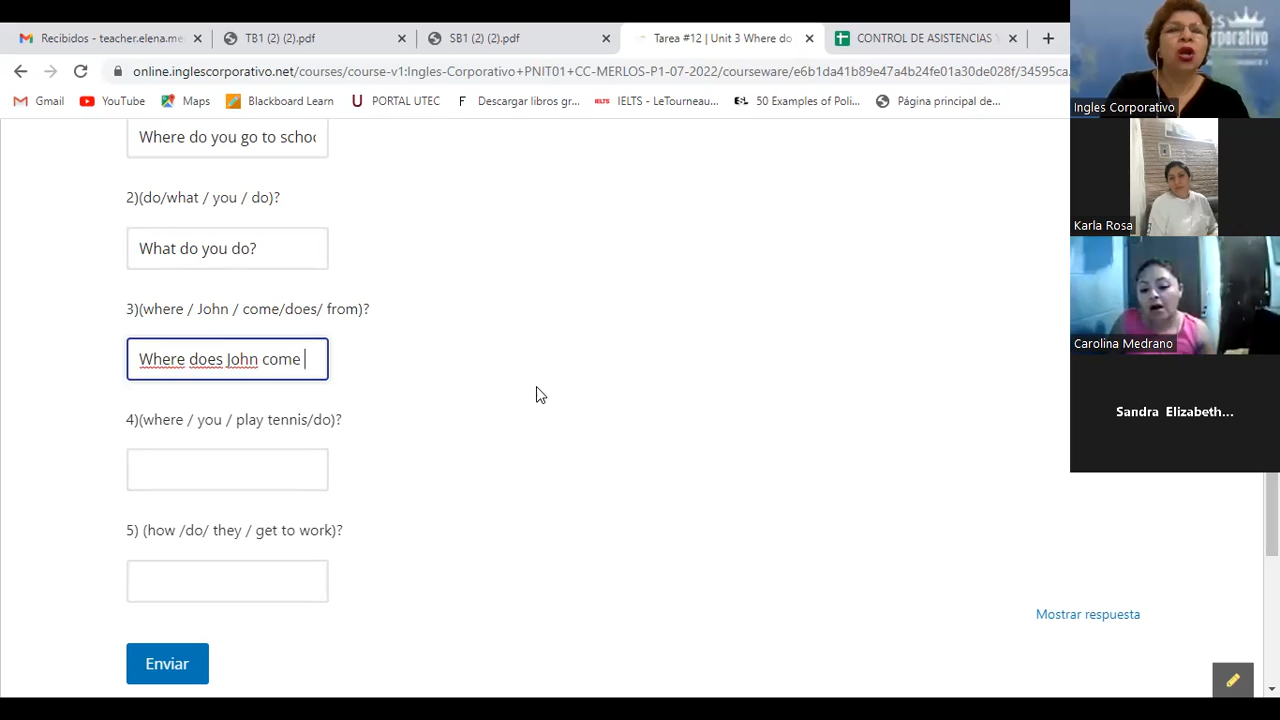 Recibidos - teacher.elena.me
TB1 (2) (2).pdf
SB1 (2) (2).pdf
Tarea #12 | Unit 3 Where do
CONTROL DE ASISTENCIAS
online.inglescorporativo.net/courses/course-v1:Ingles-Corporativo+PNIT01+CC-MERLOS-P1-07-2022/courseware/e6b1da41b89e47a4b24fe01a30de028f/34595ca
Gmail
YouTube
Maps
Blackboard Learn
PORTAL UTEC
Descargar libros gr...
IELTS - LeTourneau...
50 Examples of Poli...
Página principal de...
Where do you go to schoo
2)(do/what / you / do)?
What do you do?
3)(where / John / come/does/ from)?
Where does John come
4)(where / you / play tennis/do)?
5) (how /do/ they / get to work)?
Mostrar respuesta
Enviar
Ingles Corporativo
Karla Rosa
Carolina Medrano
Sandra Elizabeth...